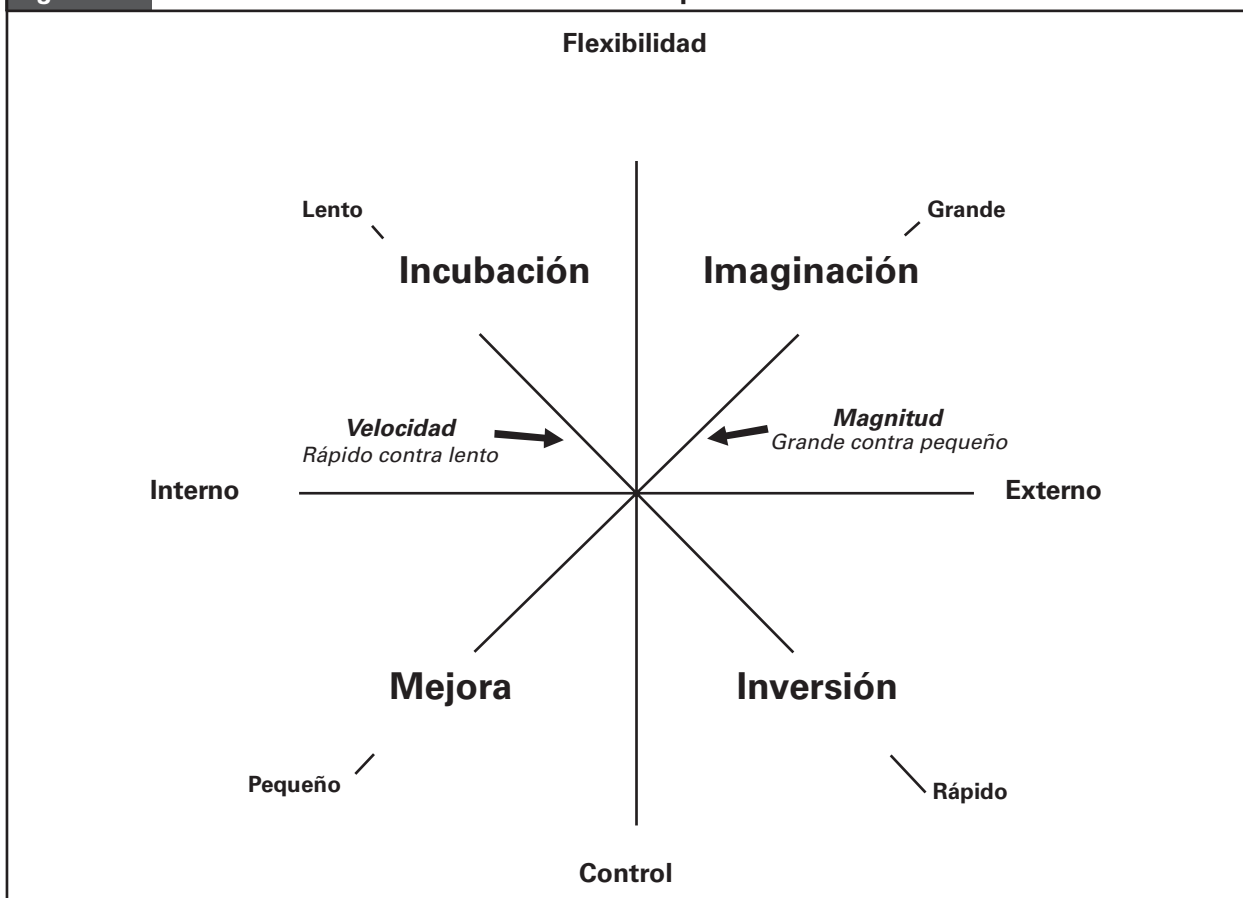 Flexibilidad
Lento
Grande
Incubación
Imaginación
Velocidad
Rápido contra lento
Magnitud
Grande contra pequeño
Interno
Externo
Mejora
Inversión
Pequeño
Rápido
Control